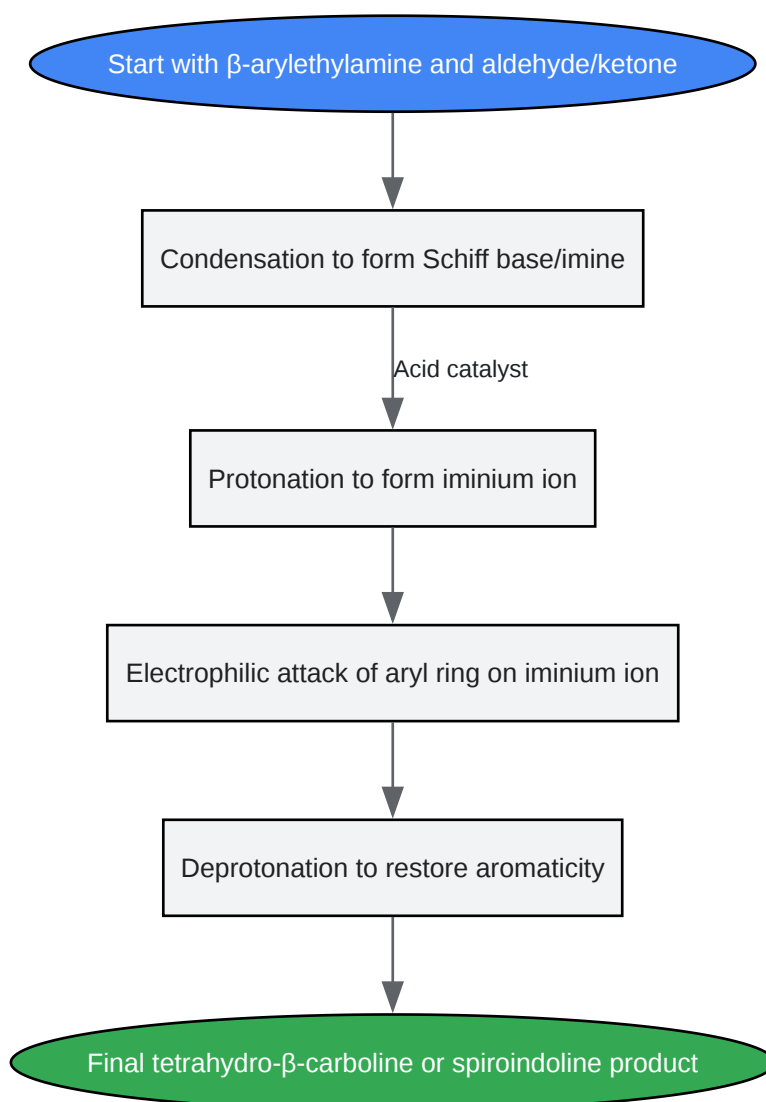 Start with β-arylethylamine and aldehyde/ketone
Condensation to form Schiff base/imine
Acid catalyst
Protonation to form iminium ion
Electrophilic attack of aryl ring on iminium ion
Deprotonation to restore aromaticity
Final tetrahydro-β-carboline or spiroindoline product